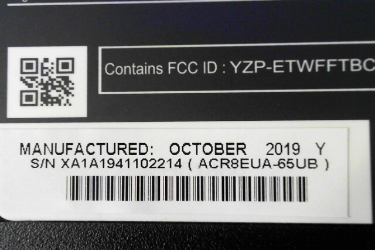 Contains FCC ID : YZP-ETWFFTBC
MANUFACTURED: OCTOBER 2019 Y
S/N XA1A1941102214 ( ACR8EUA-65UB )